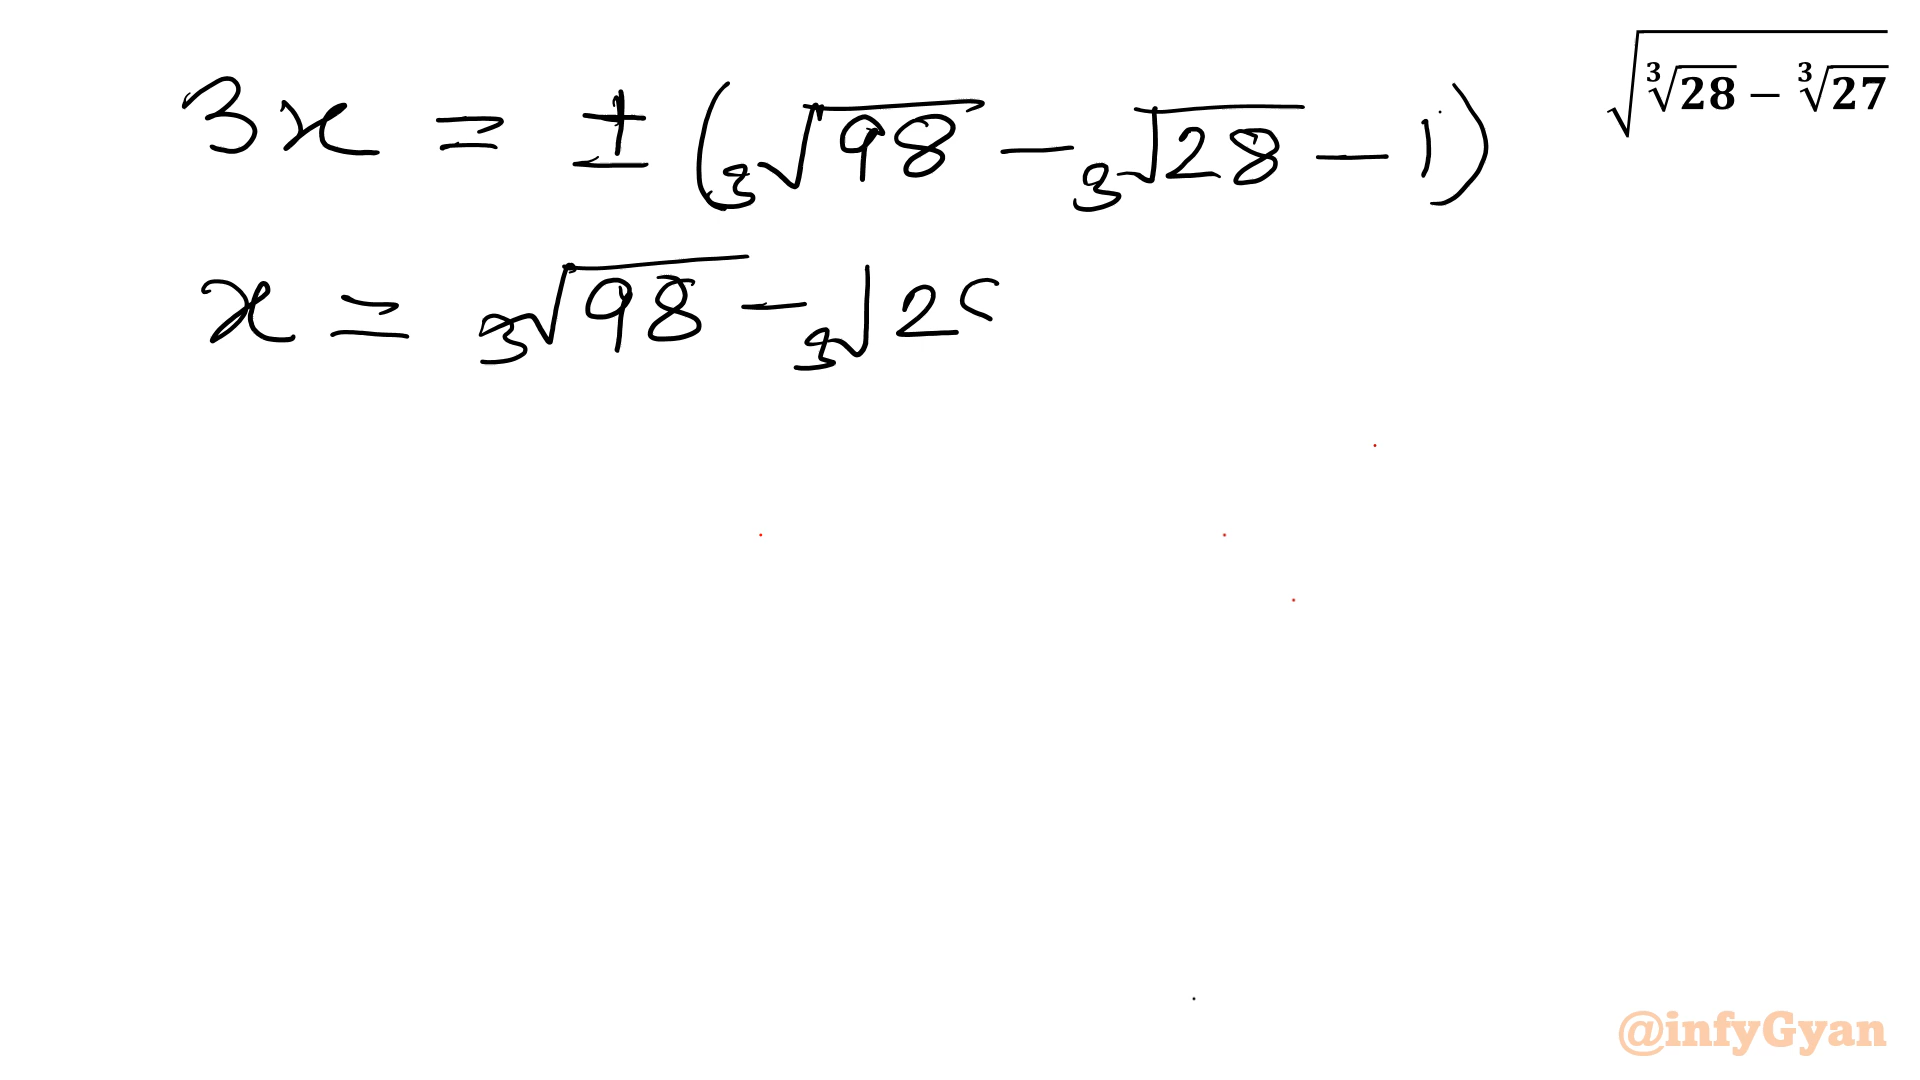 3x = ± (∛98 − ∛28 − 1)
√(∛28 − ∛27)
x = ∛98 − ∛2
@infyGyan